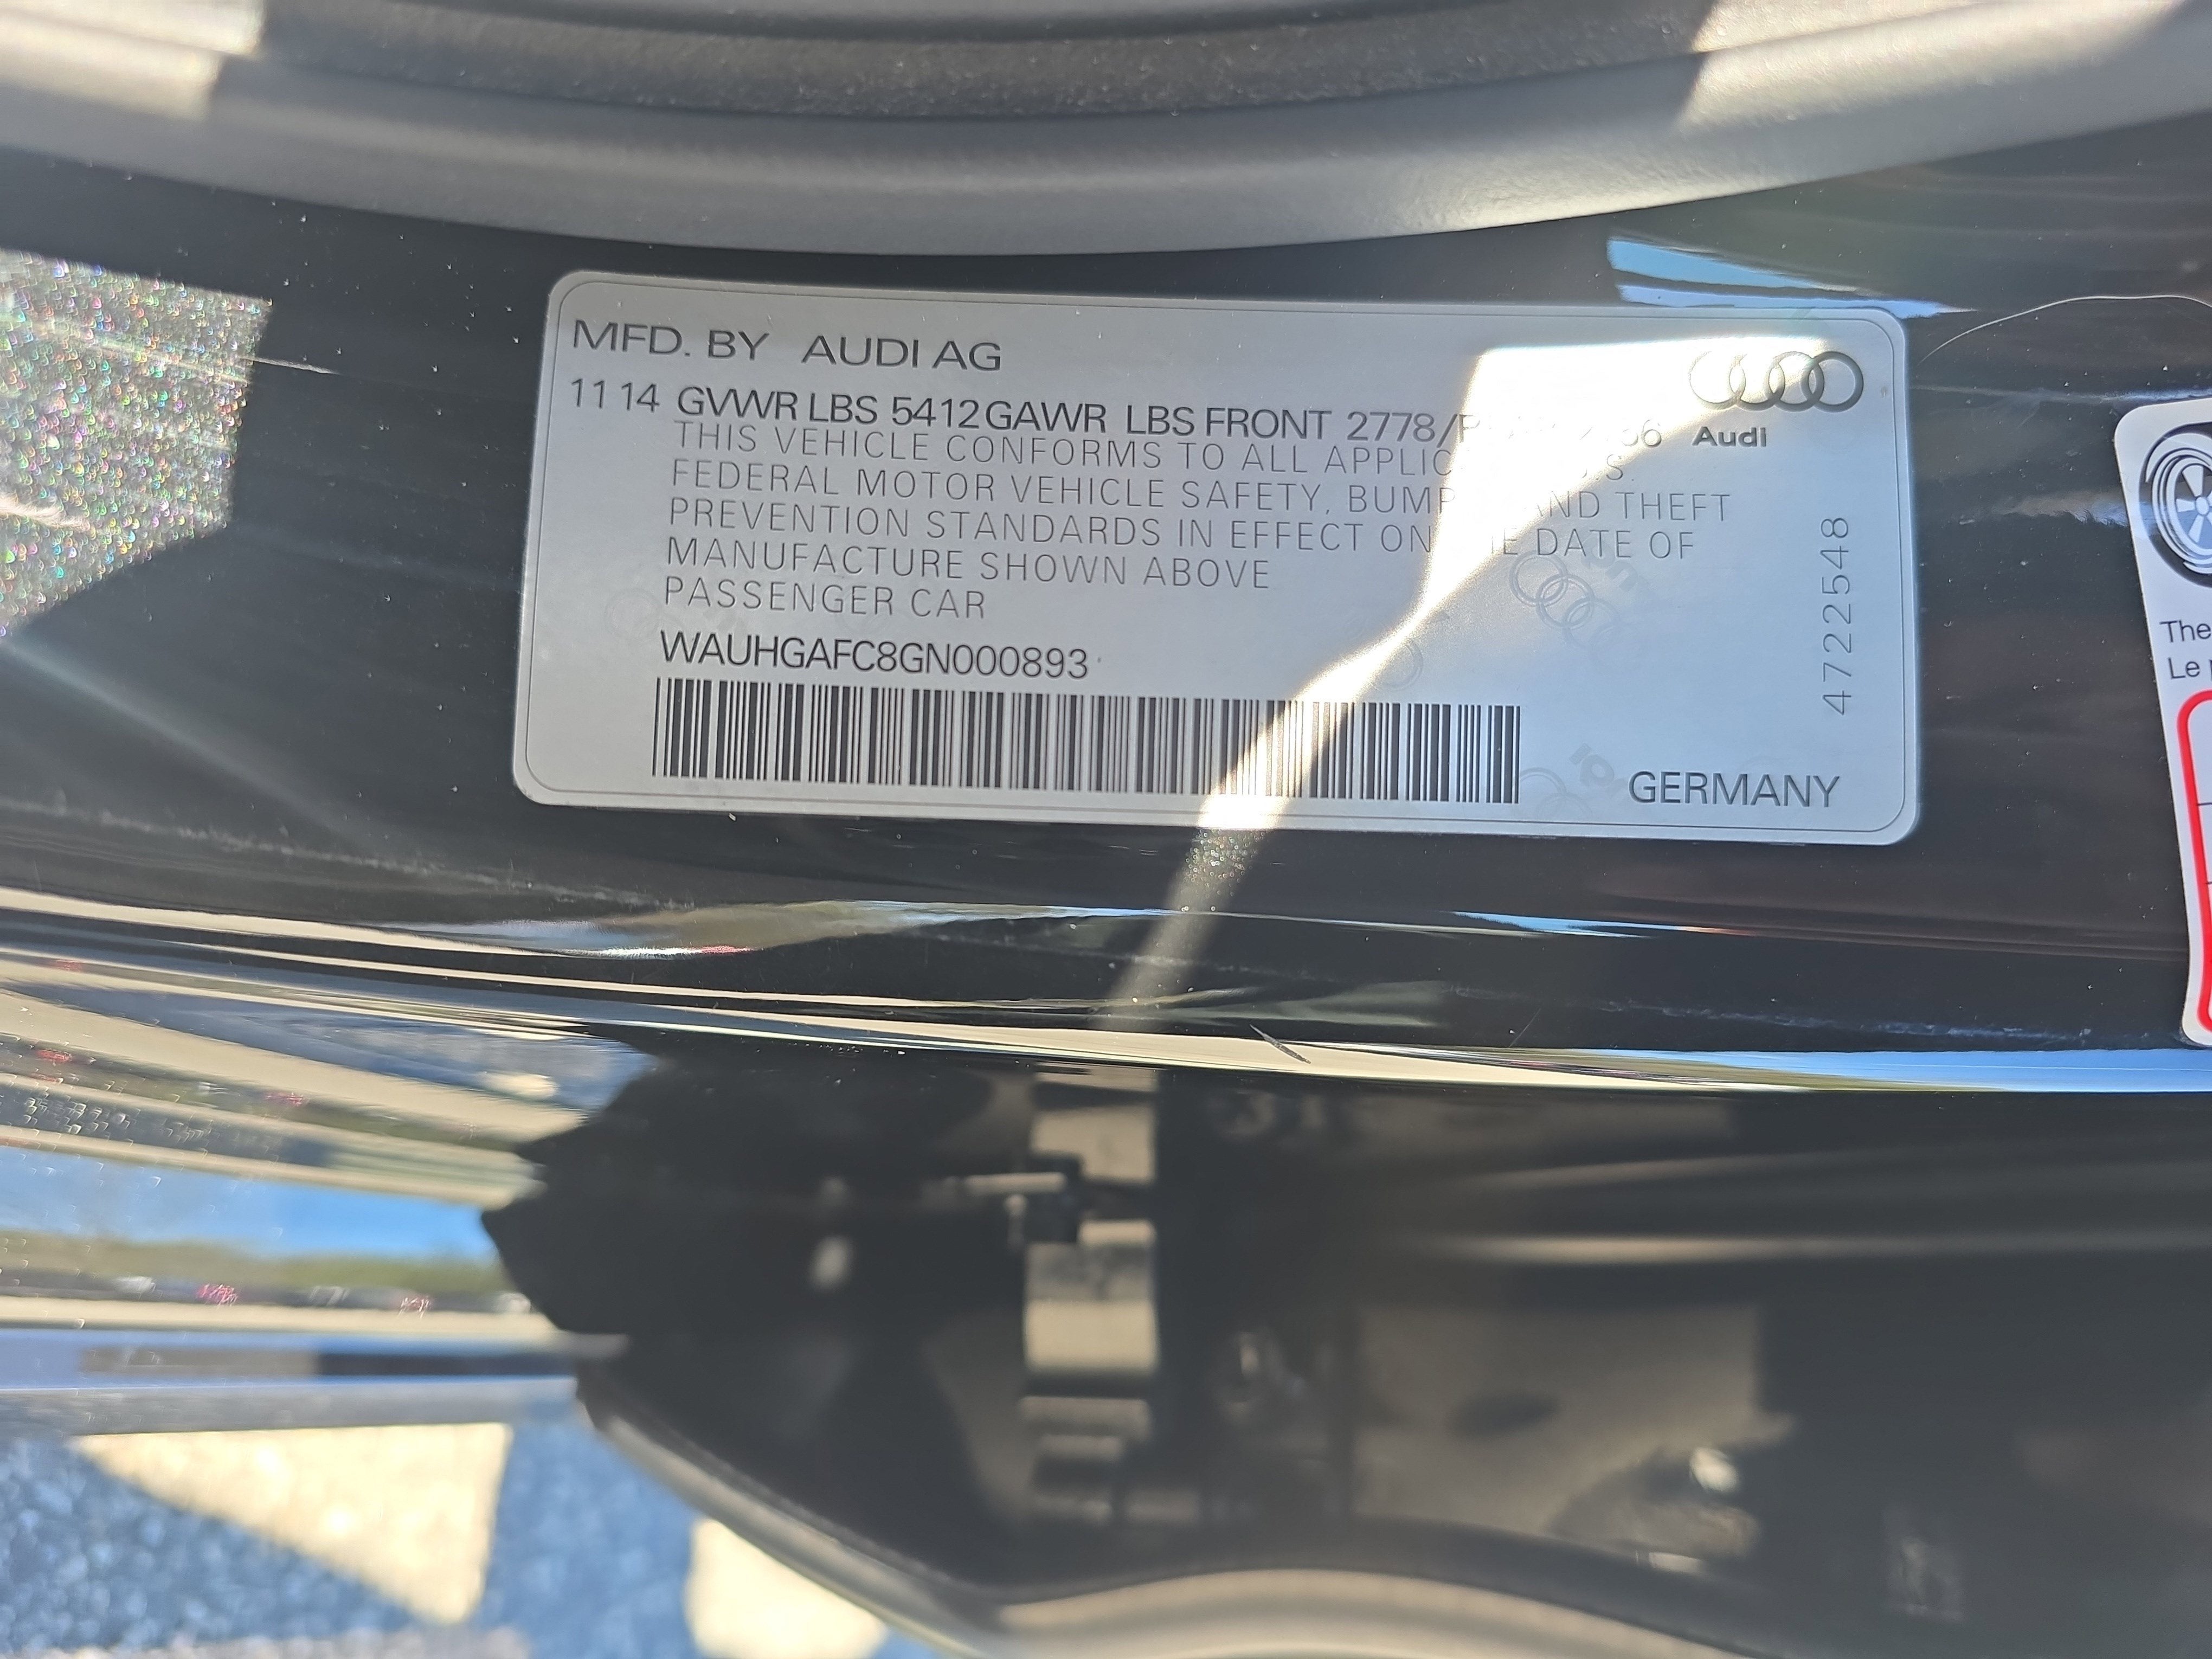 MFD. BY AUDI AG
1114 GVWR LBS 5412 GAWR LBS FRONT 2778/
Audi
THIS VEHICLE CONFORMS TO ALL
FEDERAL MOTOR VEHICLE SAFETY, AND THEFT
PREVENTION STANDARDS IN EFFECT ON DATE OF
MANUFACTURE SHOWN ABOVE
PASSENGER CAR
WAUHGAFC8GN000893
4722548
GERMANY
The
Le